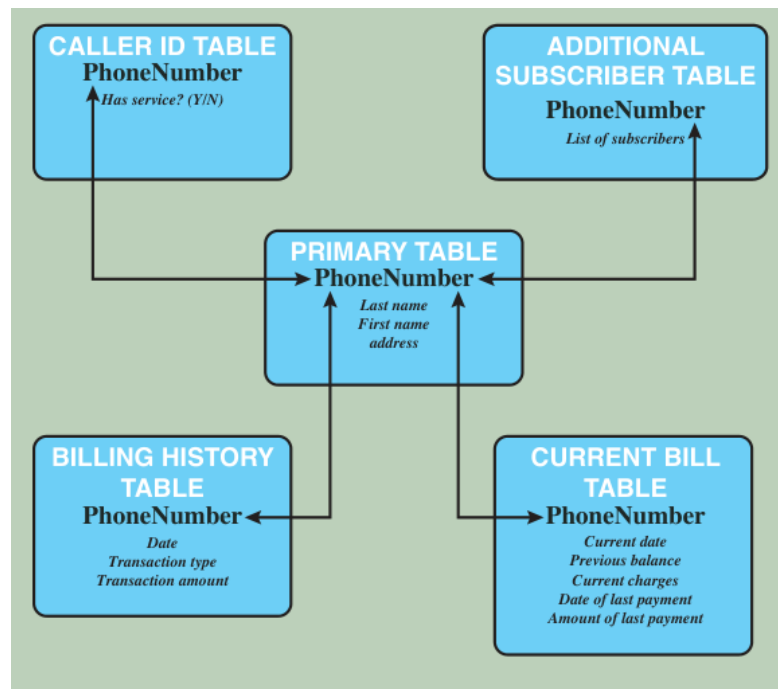 CALLER ID TABLE
PhoneNumber
Has service? (Y/N)
ADDITIONAL
SUBSCRIBER TABLE
PhoneNumber
List of subscribers
PRIMARY TABLE
PhoneNumber
Last name
First name
address
BILLING HISTORY
TABLE
PhoneNumber
Date
Transaction type
Transaction amount
CURRENT BILL
TABLE
PhoneNumber
Current date
Previous balance
Current charges
Date of last payment
Amount of last payment